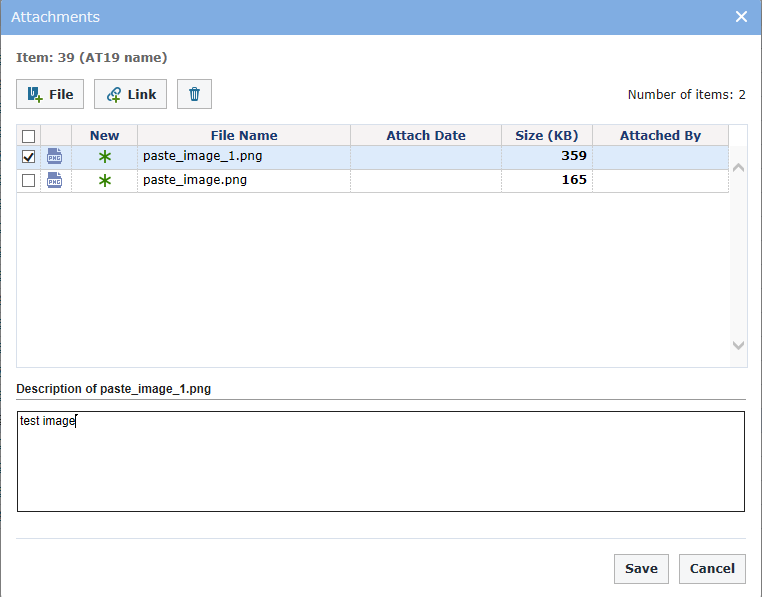 Attachments
Item: 39 (AT19 name)
File Link Number of items: 2
New File Name Attach Date Size (KB) Attached By
PNG paste_image_1.png 359
PNG paste_image.png 165
Description of paste_image_1.png
test image
Save Cancel